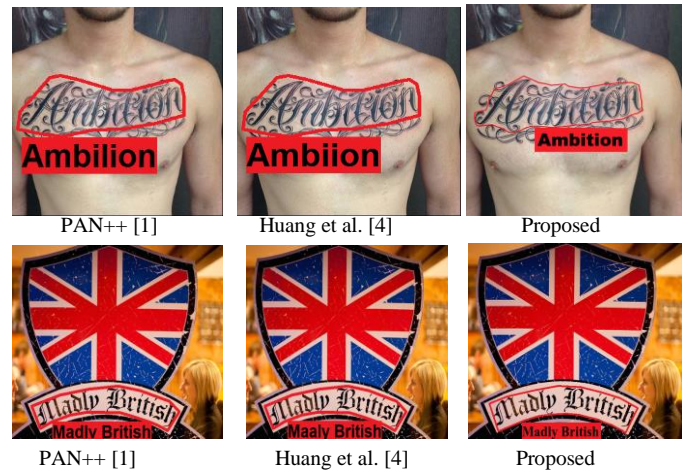 Ambition Ambition Ambition
Ambilion Ambiion Ambition
PAN++ [1] Huang et al. [4] Proposed
Madly British Madly British Madly British
Madly British Maaly British Madly British
PAN++ [1] Huang et al. [4] Proposed